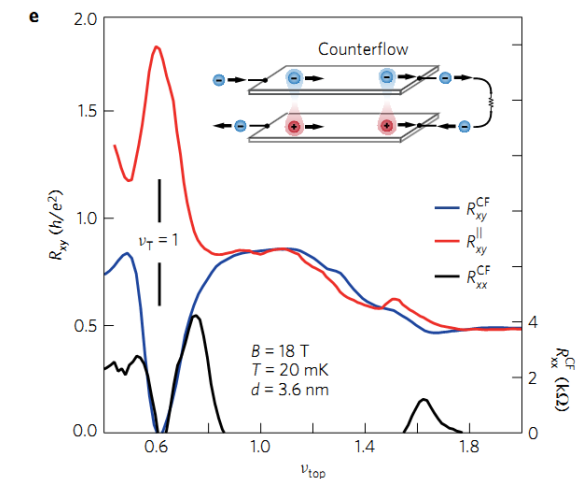 e
2.0
1.5
1.0
0.5
0.0
R_xy (h/e²)
Counterflow
ν_T = 1
R_xy^CF
R_xy^||
R_xx^CF
B = 18 T
T = 20 mK
d = 3.6 nm
4
2
0
R_xx^CF (kΩ)
0.6 1.0 1.4 1.8
ν_top